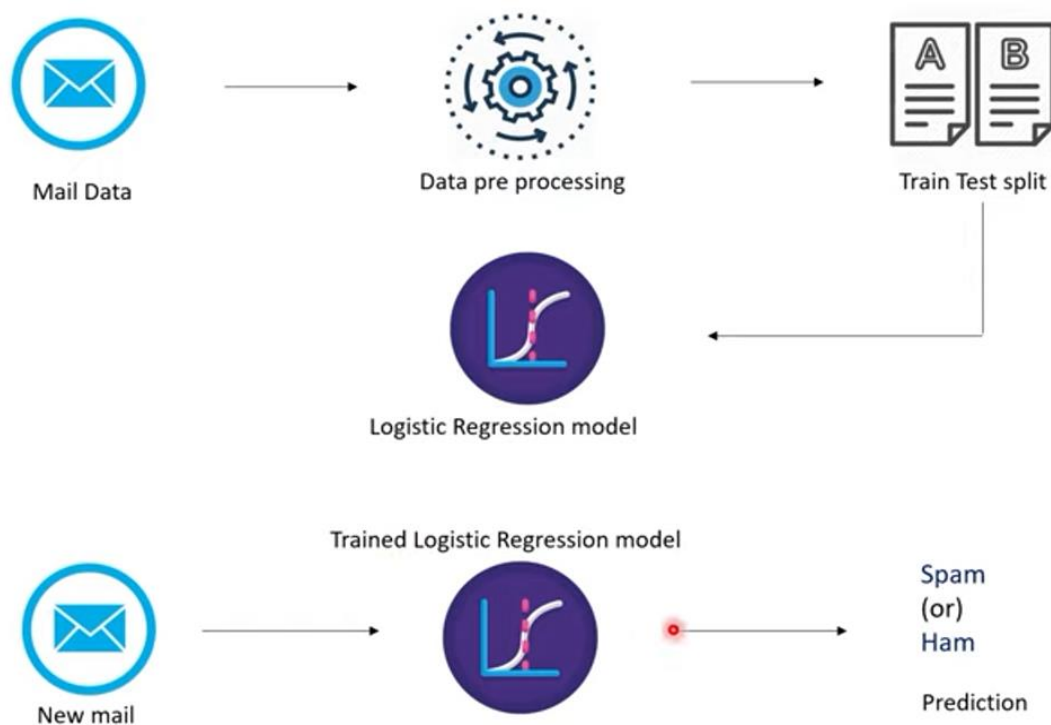 A B
Mail Data
Data pre processing
Train Test split
Logistic Regression model
Trained Logistic Regression model
Spam
(or)
Ham
New mail
Prediction